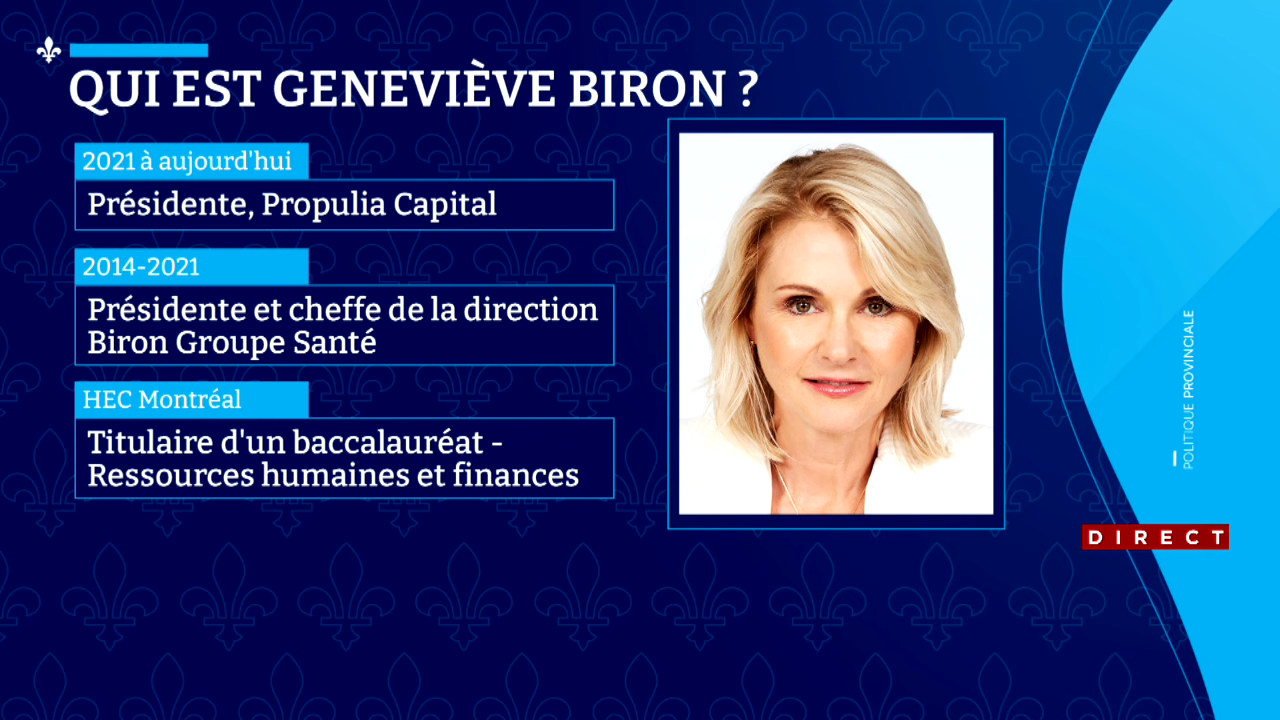 QUI EST GENEVIÈVE BIRON ?
2021 à aujourd'hui
Présidente, Propulia Capital
2014-2021
Présidente et cheffe de la direction
Biron Groupe Santé
HEC Montréal
Titulaire d'un baccalauréat -
Ressources humaines et finances
POLITIQUE PROVINCIALE
DIRECT